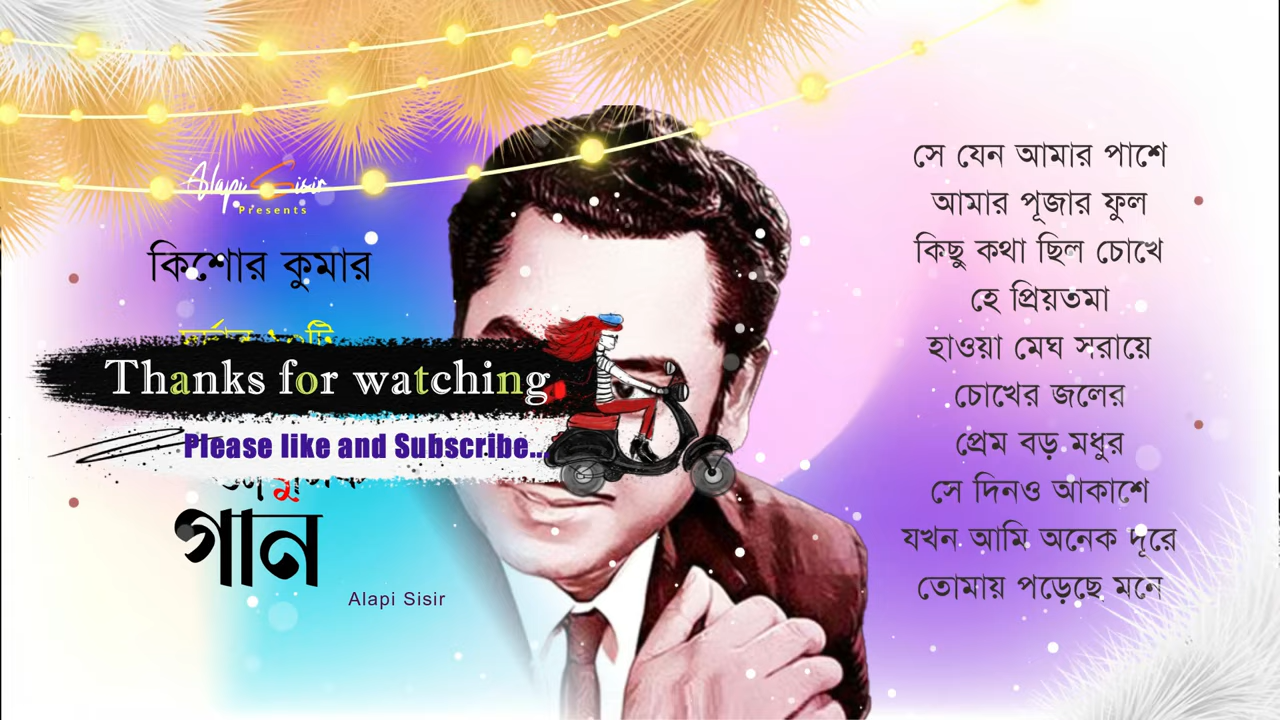 Alapi Sisir
Presents
কিশোর কুমার
Thanks for watching
Please like and Subscribe...
গান
Alapi Sisir
সে যেন আমার পাশে
আমার পূজার ফুল
কিছু কথা ছিল চোখে
হে প্রিয়তমা
হাওয়া মেঘ সরায়ে
চোখের জলের
প্রেম বড় মধুর
সে দিনও আকাশে
যখন আমি অনেক দূরে
তোমায় পড়েছে মনে